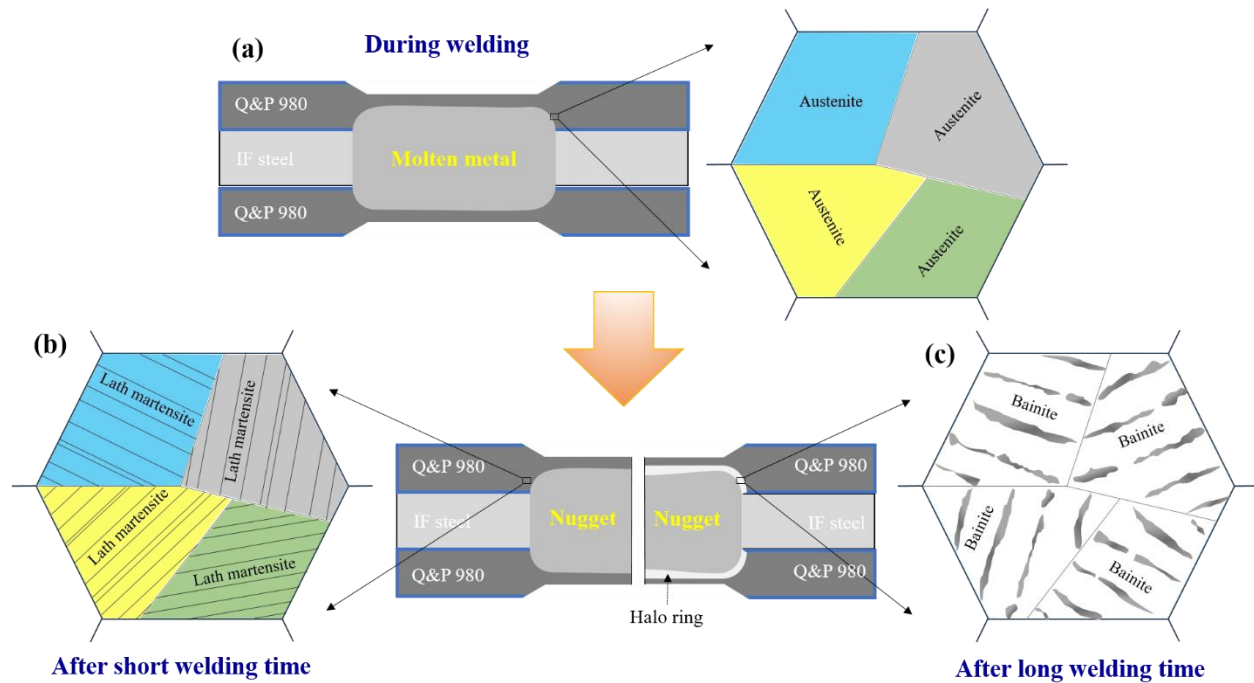 (a)
During welding
Q&P 980
IF steel
Molten metal
Q&P 980
Austenite
Austenite
Austenite
Austenite
(b)
Lath martensite
Lath martensite
Lath martensite
Lath martensite
After short welding time
Q&P 980
Q&P 980
IF steel
Nugget
Nugget
IF steel
Q&P 980
Q&P 980
Halo ring
(c)
Bainite
Bainite
Bainite
Bainite
After long welding time